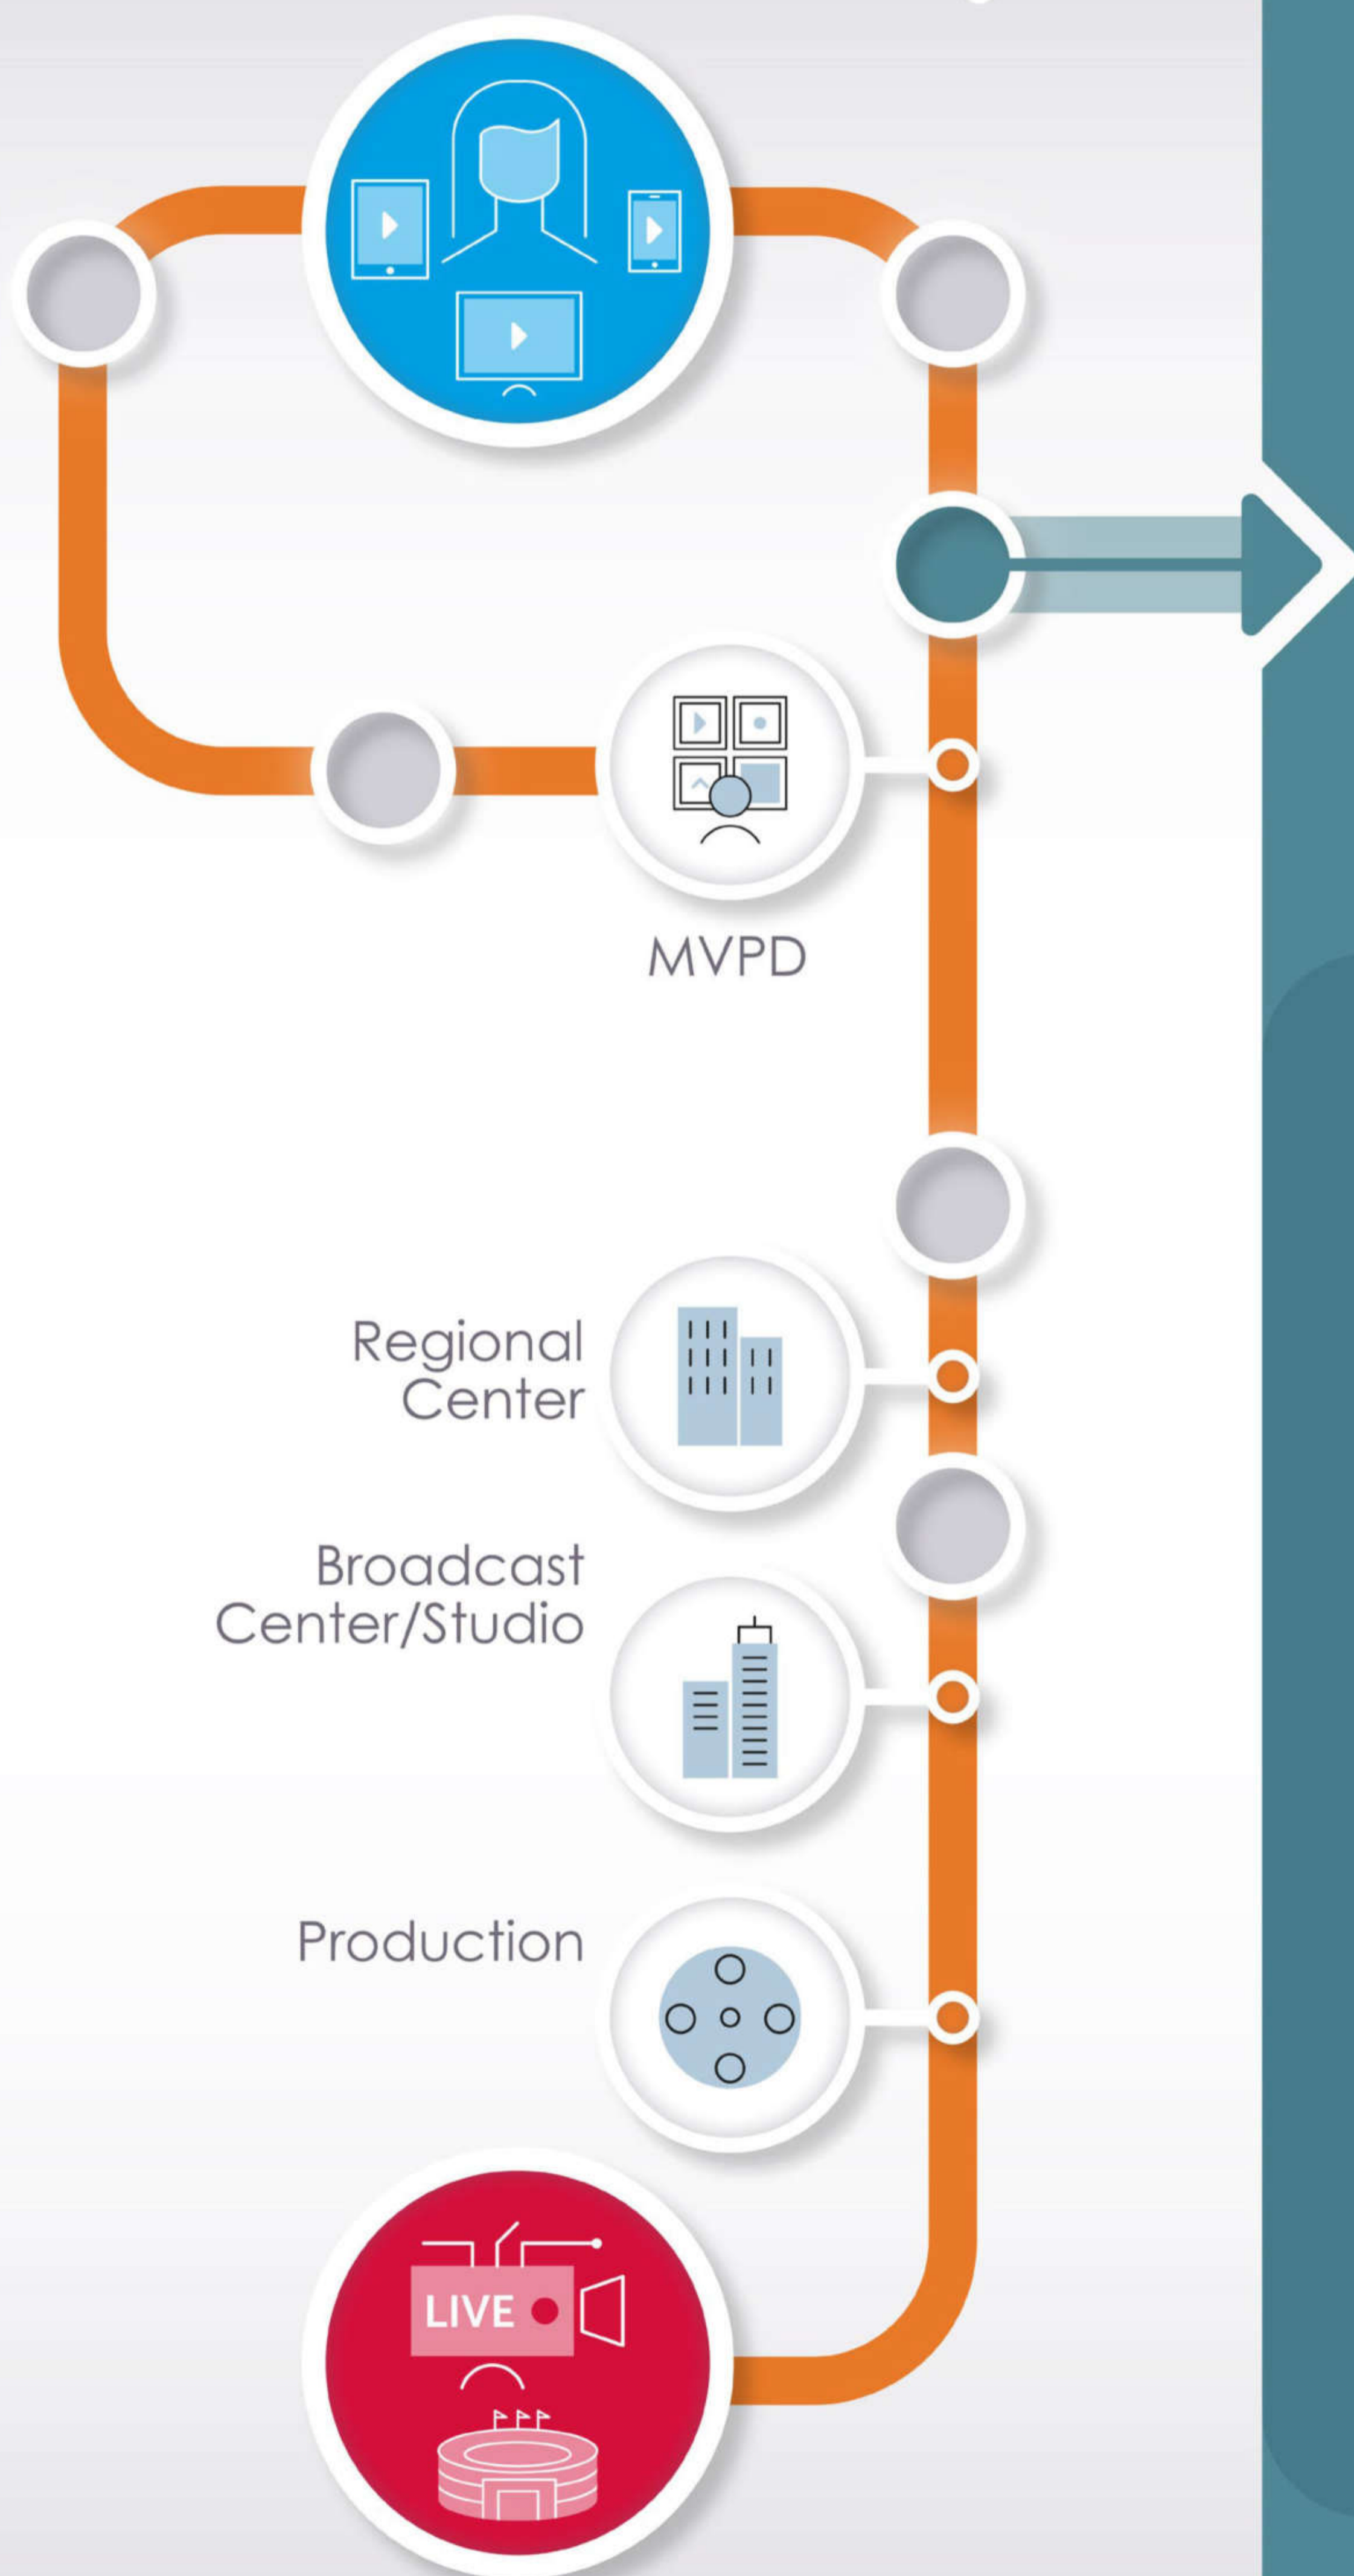 MVPD
Regional
Center
Broadcast
Center/Studio
Production
LIVE